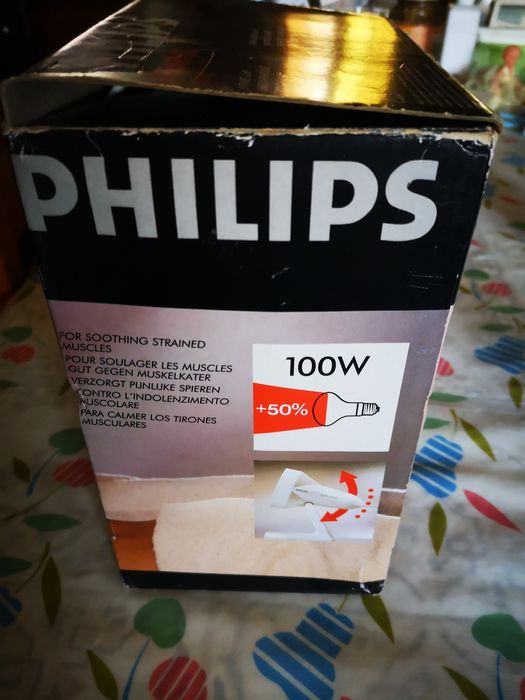 PHILIPS
FOR SOOTHING STRAINED
MUSCLES
POUR SOULAGER LES MUSCLES
GUT GEGEN MUSKELKATER
VERZORGT PIJNLIJKE SPIEREN
CONTRO L'INDOLENZIMENTO
MUSCOLARE
PARA CALMER LOS TIRONES
MUSCULARES
100W
+50%